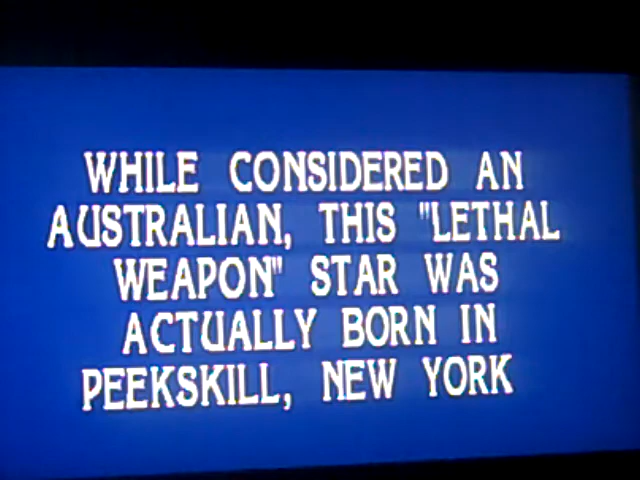 WHILE CONSIDERED AN
AUSTRALIAN, THIS "LETHAL
WEAPON" STAR WAS
ACTUALLY BORN IN
PEEKSKILL, NEW YORK